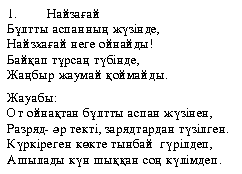 1. Найзағай
Бұлтты аспанның жүзінде,
Найзхағай неге ойнайды!
Байқап тұрсаң түбінде,
Жаңбыр жаумай қоймайды.
Жауабы:
От ойнақтан бұлтты аспан жүзінен,
Разряд- әр текті, зарядтардан түзілген.
Күркіреген көкте тынбай гүрілдеп,
Ашылады күн шыққан соң күлімдеп.